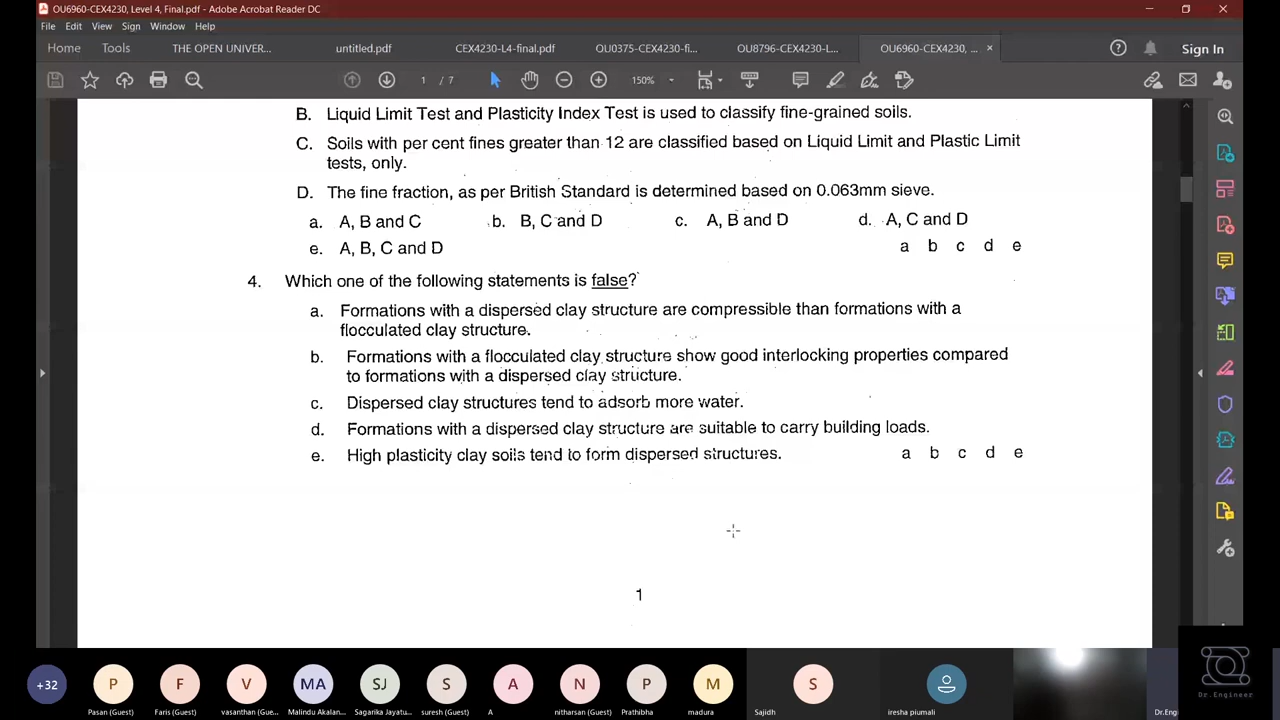 OU6960-CEX4230, Level 4, Final.pdf - Adobe Acrobat Reader DC
File Edit View Sign Window Help
Home Tools THE OPEN UNIVER... untitled.pdf CEX4230-L4-final.pdf OU0375-CEX4230-fi... OU8796-CEX4230-L... OU6960-CEX4230, ... × Sign In
1 / 7 150%
B. Liquid Limit Test and Plasticity Index Test is used to classify fine-grained soils.
C. Soils with per cent fines greater than 12 are classified based on Liquid Limit and Plastic Limit
tests, only.
D. The fine fraction, as per British Standard is determined based on 0.063mm sieve.
a. A, B and C b. B, C and D c. A, B and D d. A, C and D
e. A, B, C and D a b c d e
4. Which one of the following statements is false?
a. Formations with a dispersed clay structure are compressible than formations with a
flocculated clay structure.
b. Formations with a flocculated clay structure show good interlocking properties compared
to formations with a dispersed clay structure.
c. Dispersed clay structures tend to adsorb more water.
d. Formations with a dispersed clay structure are suitable to carry building loads.
e. High plasticity clay soils tend to form dispersed structures. a b c d e
1
+32 P F V MA SJ S A N P M S
Pasan (Guest) Faris (Guest) vasanthan (Gue... Malindu Akalan... Sagarika Jayatu... suresh (Guest) A nitharsan (Guest) Prathibha madura Sajidh iresha piumali Dr.Eng
Dr.Engineer